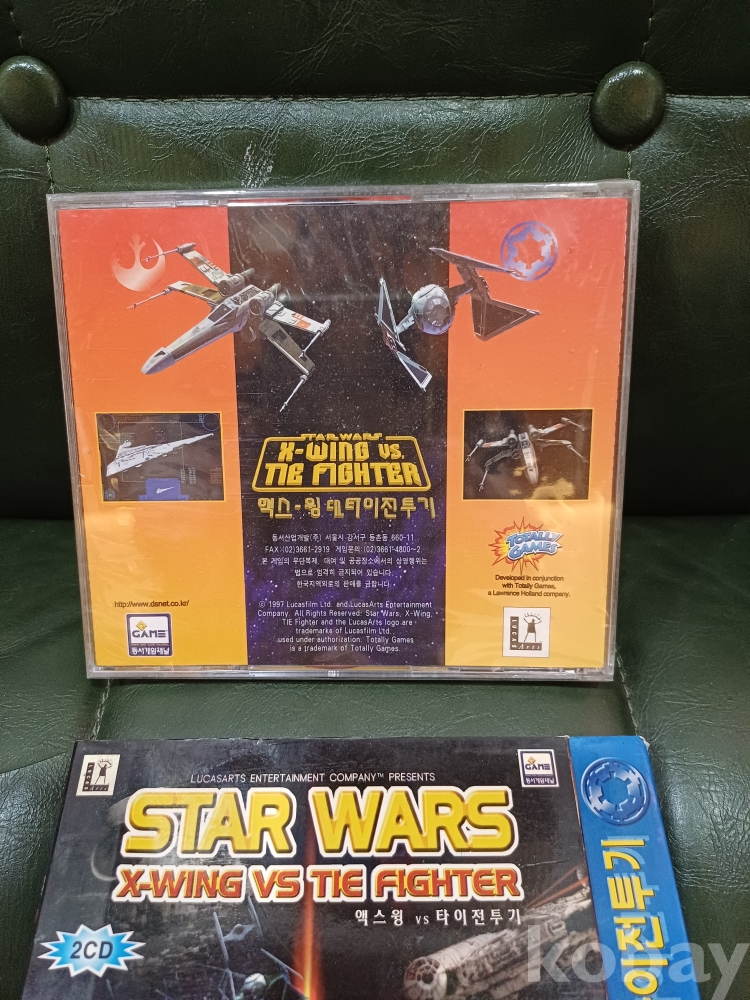 STAR WARS
X-WING VS.
TIE FIGHTER
엑스-윙 대 타이전투기
동서산업개발(주) 서울시 강서구 등촌동 660-11
FAX:(02)3661-2919 게임문의:(02)3661-4800~2
본 게임의 무단복제, 대여 및 공공장소에서의 상영행위는
법으로 엄격히 금지되어 있습니다.
한국지역외로의 판매를 금합니다.
© 1997 Lucasfilm Ltd. and LucasArts Entertainment
Company. All Rights Reserved. Star Wars, X-Wing,
TIE Fighter and the LucasArts logo are
trademarks of Lucasfilm Ltd.
used under authorization. Totally Games
is a trademark of Totally Games.
http://www.dsnet.co.kr/
GAME
동서게임채널
TOTALLY
GAMES
Developed in conjunction
with Totally Games,
a Lawrence Holland company.
LUCAS
Arts
LUCAS
Arts
LUCASARTS ENTERTAINMENT COMPANY™ PRESENTS
GAME
동서게임채널
STAR WARS
X-WING VS TIE FIGHTER
엑스윙 vs 타이전투기
2CD
이전투기
kobay